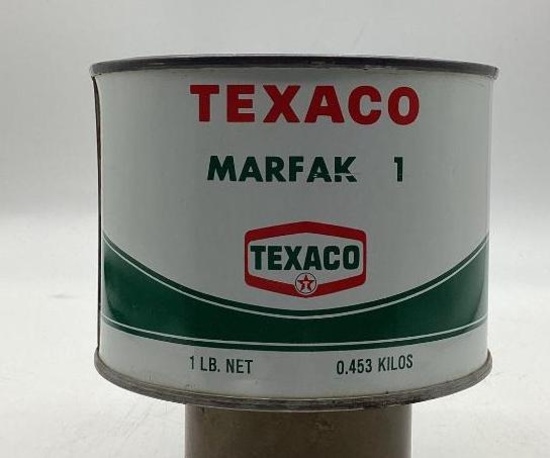 TEXACO
MARFAK 1
TEXACO
T
1 LB. NET 0.453 KILOS